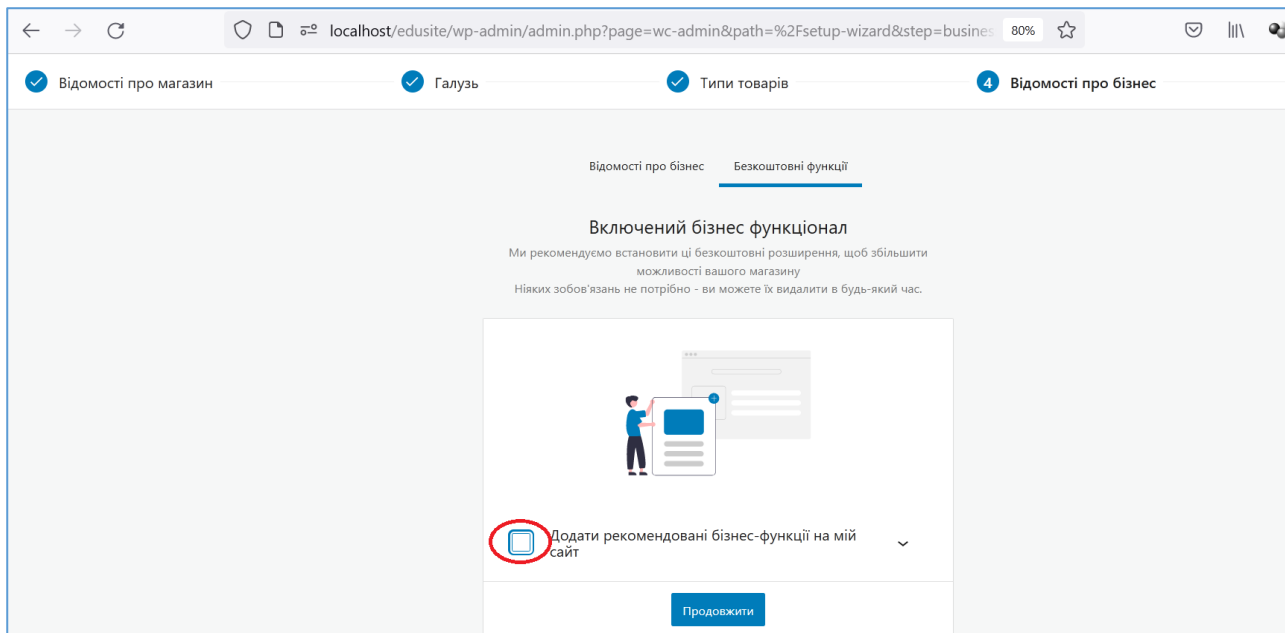 localhost/edusite/wp-admin/admin.php?page=wc-admin&path=%2Fsetup-wizard&step=busines 80%
Відомості про магазин Галузь Типи товарів 4 Відомості про бізнес
Відомості про бізнес Безкоштовні функції
Включений бізнес функціонал
Ми рекомендуємо встановити ці безкоштовні розширення, щоб збільшити
можливості вашого магазину
Ніяких зобов'язань не потрібно - ви можете їх видалити в будь-який час.
Додати рекомендовані бізнес-функції на мій
сайт
Продовжити